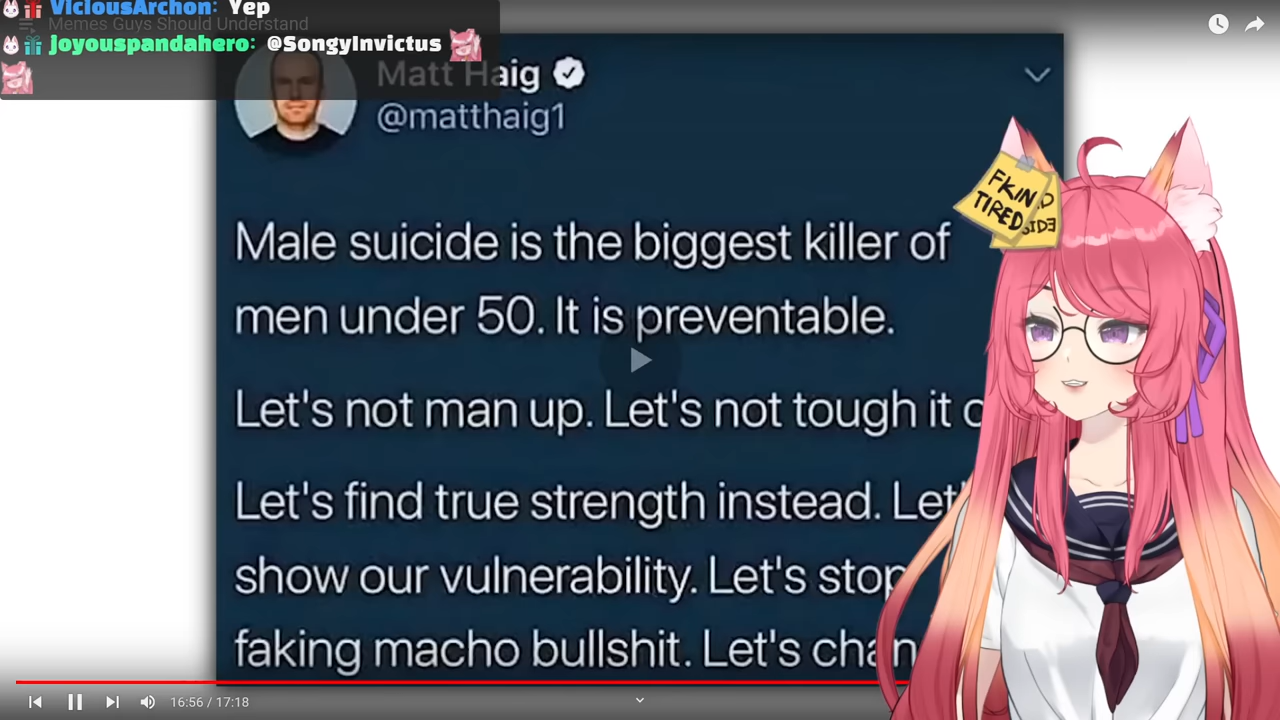 ViciousArchon: Yep
Memes Guys Should Understand
joyouspandahero: @SongyInvictus
Matt Haig
@matthaig1
FKIN
TIRED
SIDE
Male suicide is the biggest killer of
men under 50. It is preventable.
Let's not man up. Let's not tough it
Let's find true strength instead.
show our vulnerability. Let's stop
faking macho bullshit. Let's
16:56 / 17:18